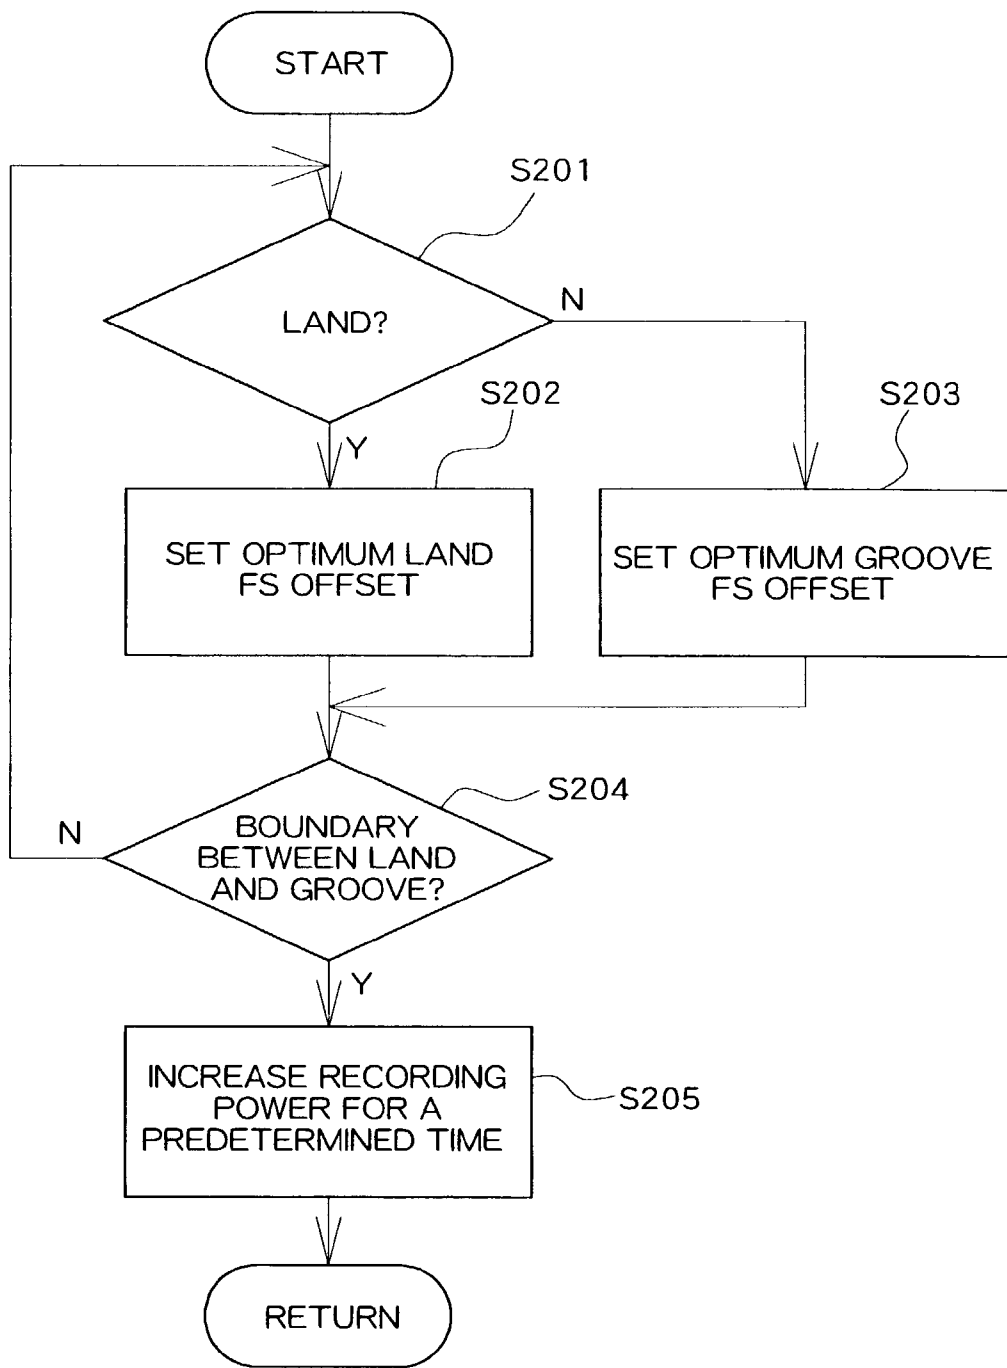 START
S201
LAND?
N
S202
S203
Y
SET OPTIMUM LAND
FS OFFSET
SET OPTIMUM GROOVE
FS OFFSET
S204
N
BOUNDARY
BETWEEN LAND
AND GROOVE?
Y
INCREASE RECORDING
POWER FOR A
PREDETERMINED TIME
S205
RETURN